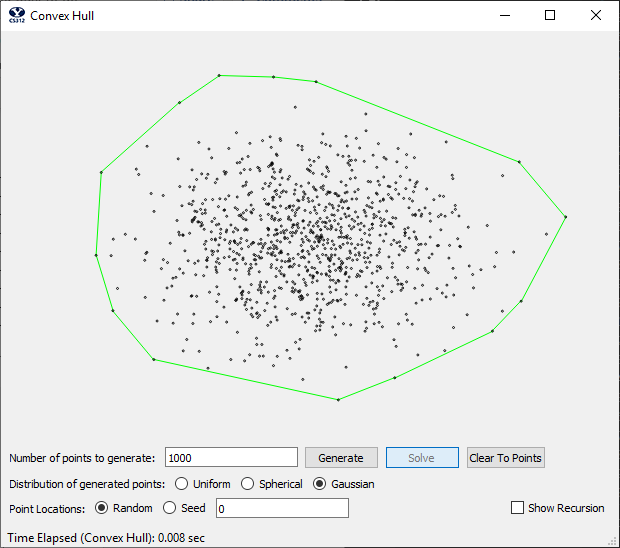 CS312 Convex Hull
Number of points to generate: 1000 Generate Solve Clear To Points
Distribution of generated points: Uniform Spherical Gaussian
Point Locations: Random Seed 0 Show Recursion
Time Elapsed (Convex Hull): 0.008 sec